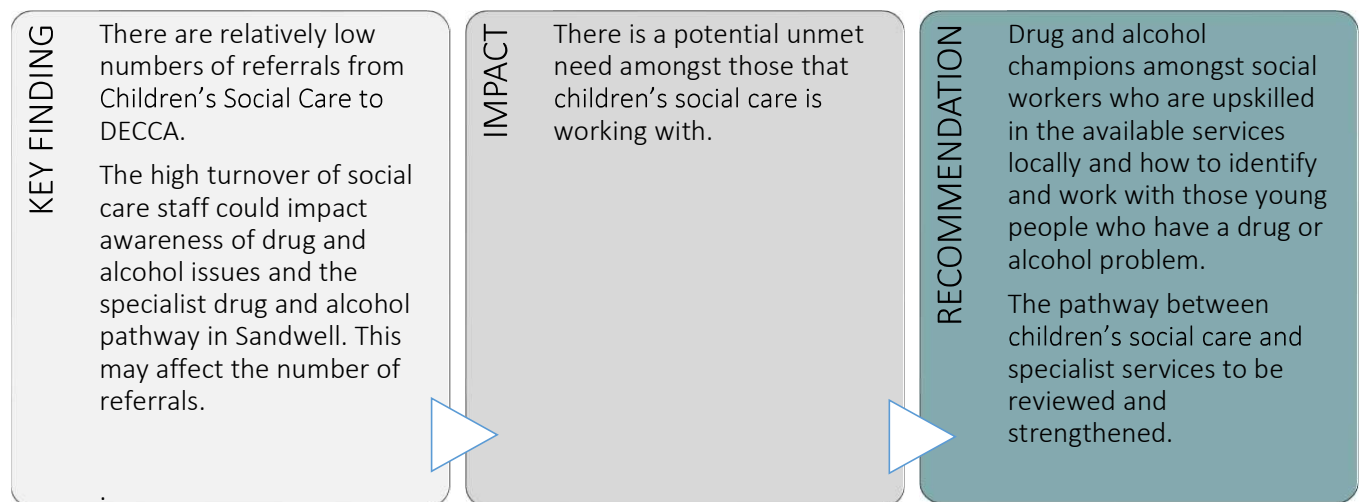 KEY FINDING
There are relatively low
numbers of referrals from
Children’s Social Care to
DECCA.
The high turnover of social
care staff could impact
awareness of drug and
alcohol issues and the
specialist drug and alcohol
pathway in Sandwell. This
may affect the number of
referrals.
.
IMPACT
There is a potential unmet
need amongst those that
children’s social care is
working with.
RECOMMENDATION
Drug and alcohol
champions amongst social
workers who are upskilled
in the available services
locally and how to identify
and work with those young
people who have a drug or
alcohol problem.
The pathway between
children’s social care and
specialist services to be
reviewed and
strengthened.